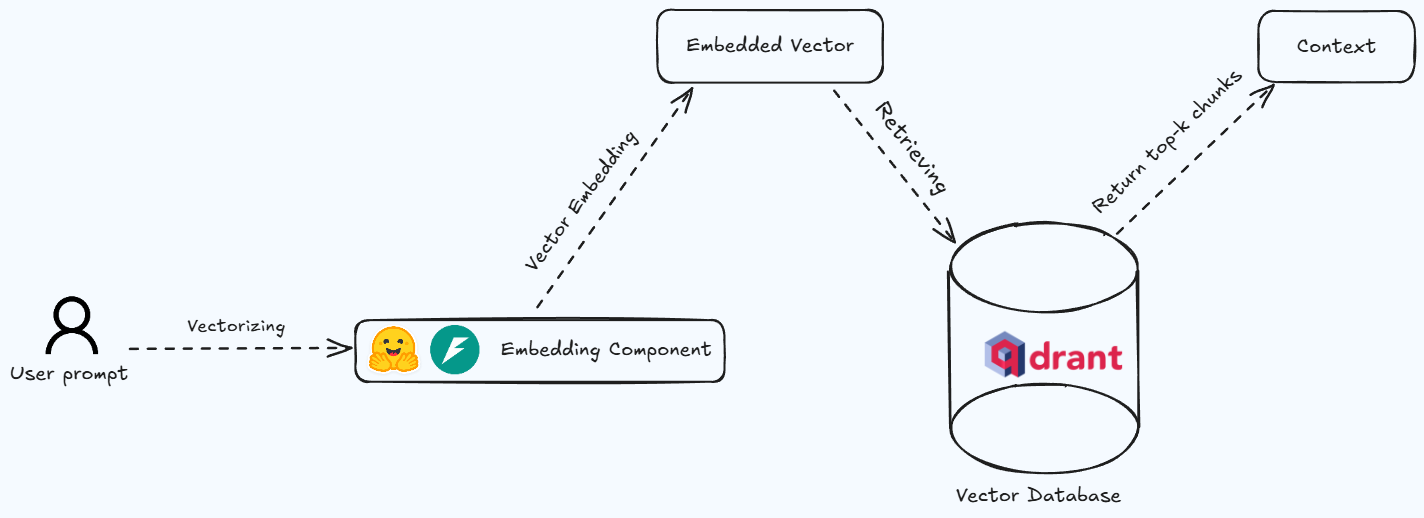 Embedded Vector
Context
Vector Embedding
Retrieving
Return top-k chunks
Vectorizing
User prompt
Embedding Component
qdrant
Vector Database